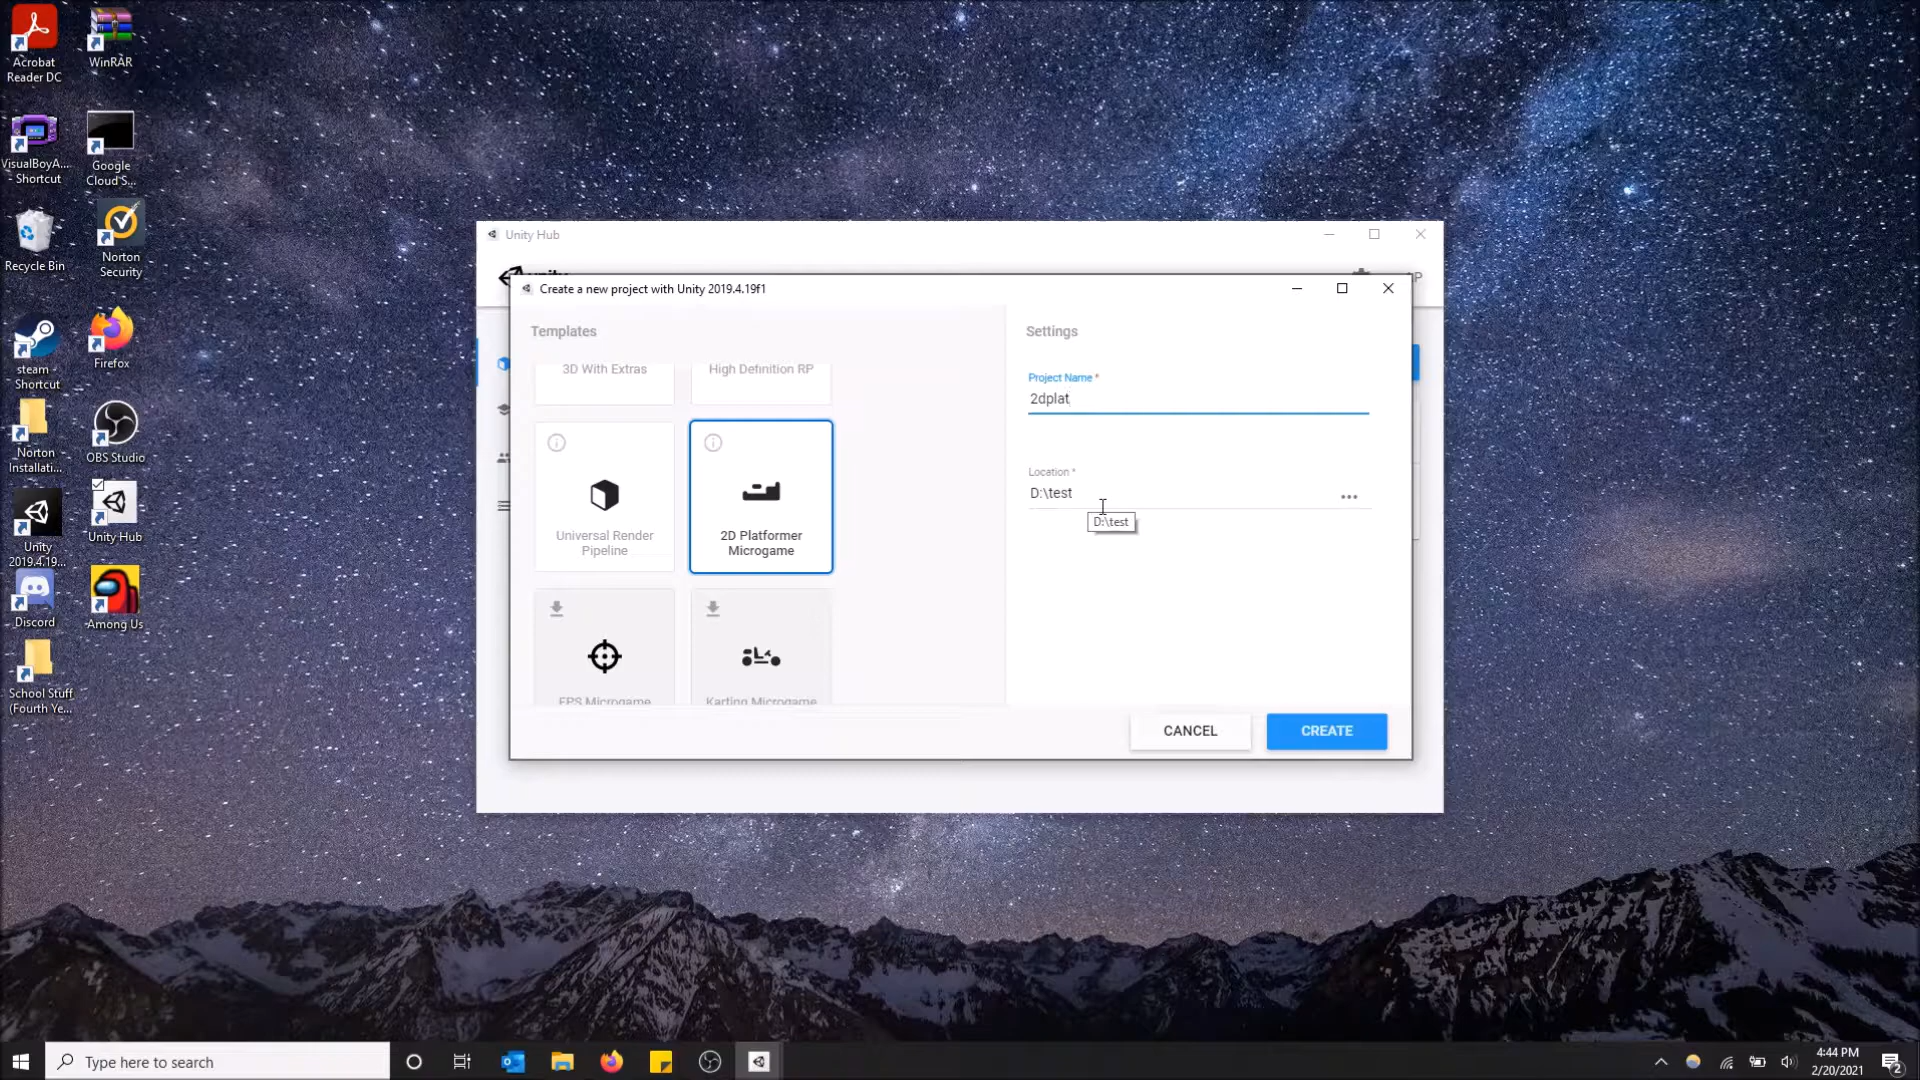 Acrobat
Reader DC
WinRAR
VisualBoyA...
- Shortcut
Google
Cloud S...
Recycle Bin
Norton
Security
steam -
Shortcut
Firefox
Norton
Installati...
OBS Studio
Unity
2019.4.19...
Unity Hub
Discord
Among Us
School Stuff
(Fourth Ye...
Unity Hub
Create a new project with Unity 2019.4.19f1
Templates
3D With Extras
High Definition RP
Universal Render
Pipeline
2D Platformer
Microgame
FPS Microgame
Karting Microgame
Settings
Project Name *
2dplat
Location *
D:\test
D:\test
CANCEL
CREATE
Type here to search
4:44 PM
2/20/2021
2